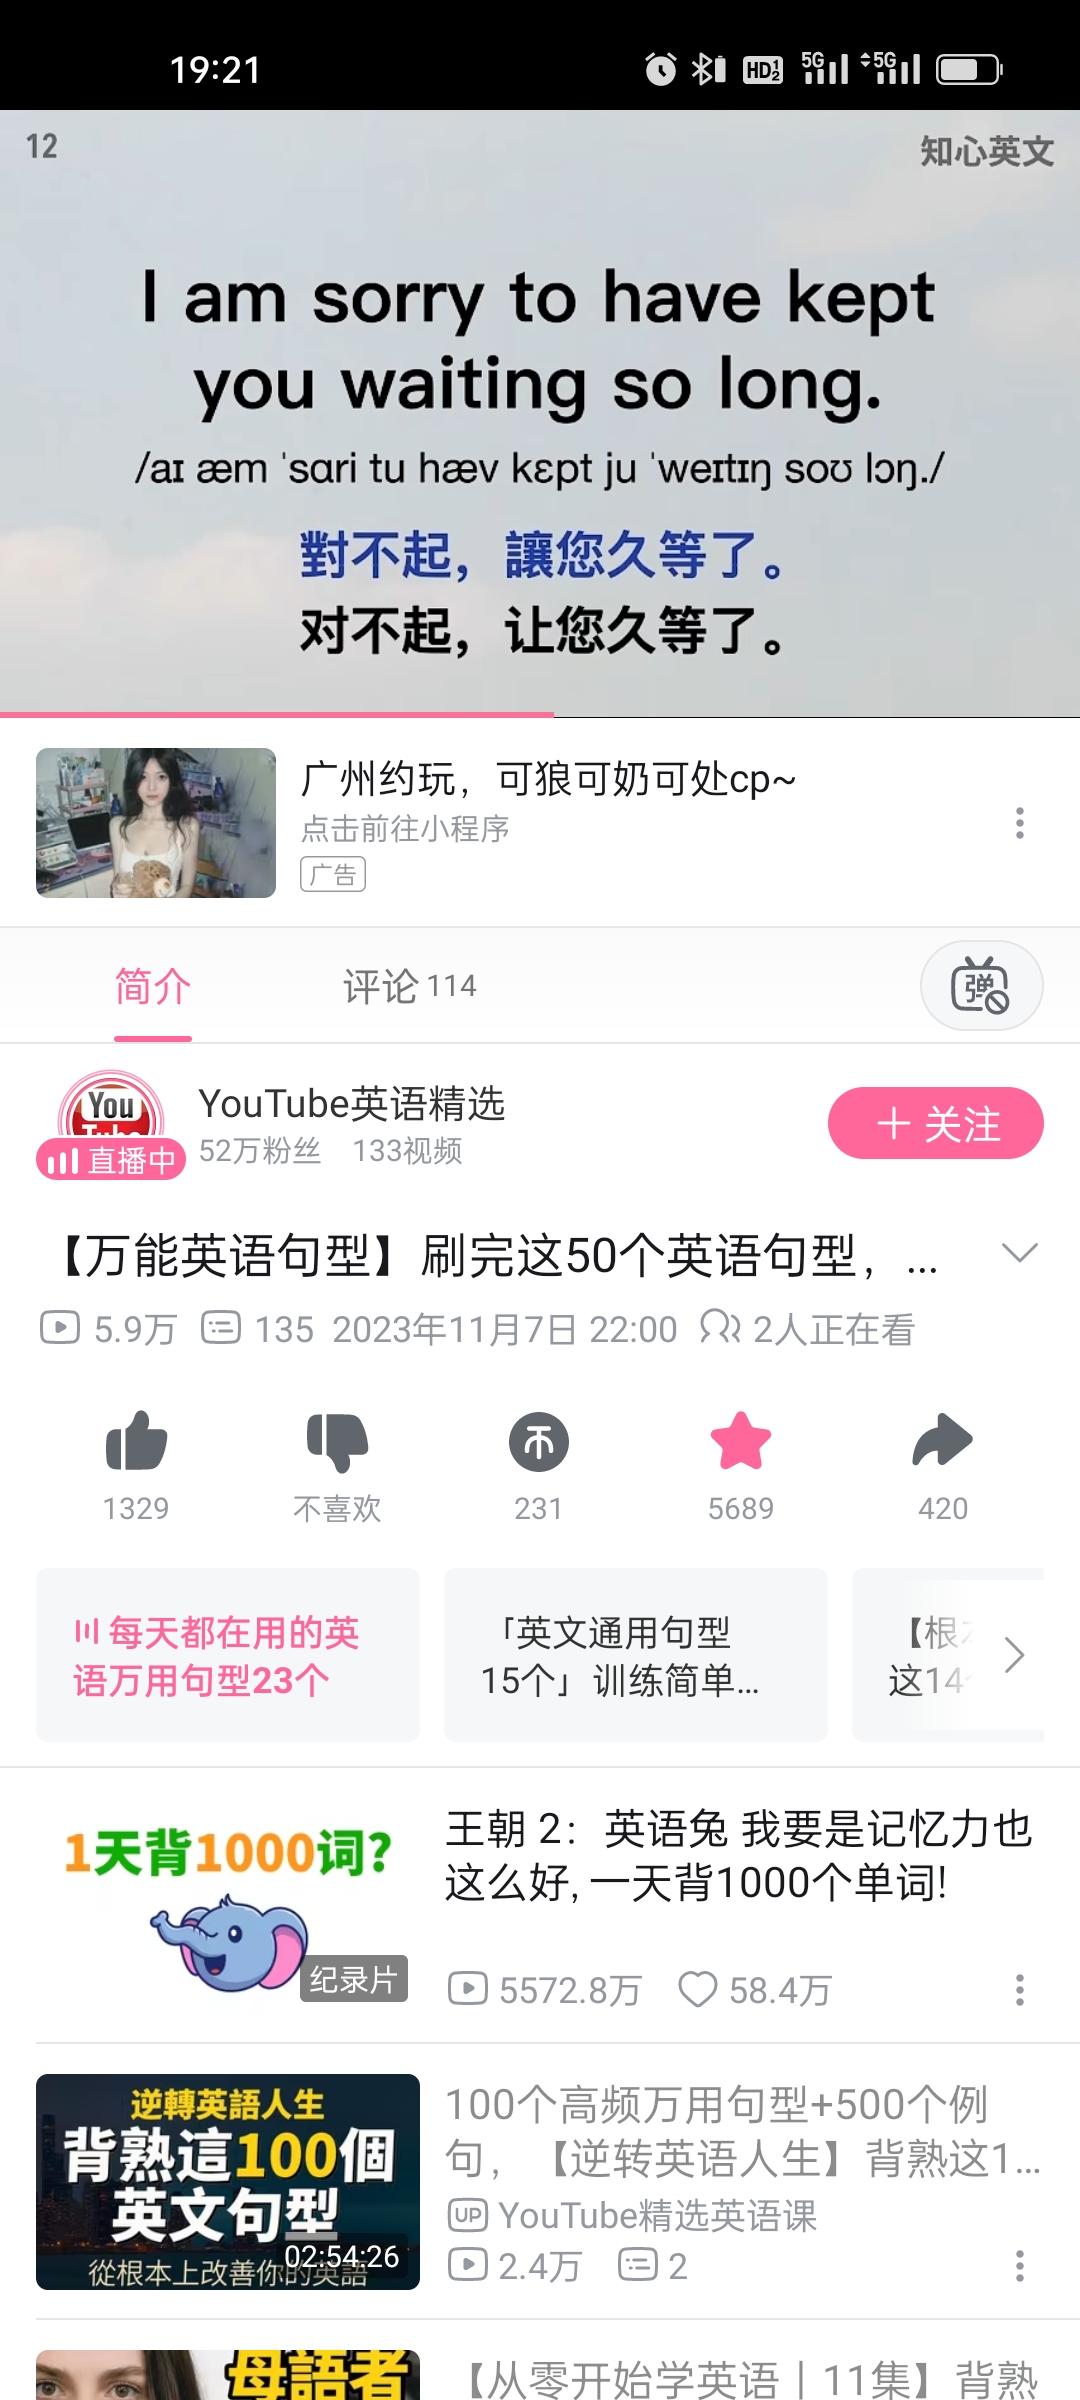 19:21
HD 1 2
5G
5G
12
知心英文
I am sorry to have kept
you waiting so long.
/aɪ æm ˈsɑri tu hæv kɛpt ju ˈweɪtɪŋ soʊ lɔŋ./
對不起，讓您久等了。
对不起，让您久等了。
广州约玩，可狼可奶可处cp~
点击前往小程序
广告
简介
评论 114
弹
You
直播中
YouTube英语精选
52万粉丝 133视频
＋ 关注
【万能英语句型】刷完这50个英语句型，...
5.9万 135 2023年11月7日 22:00 2人正在看
1329
不喜欢
231
5689
420
每天都在用的英
语万用句型23个
「英文通用句型
15个」训练简单...
【根
这14
1天背1000词?
纪录片
王朝 2：英语兔 我要是记忆力也
这么好, 一天背1000个单词!
5572.8万 58.4万
逆轉英語人生
背熟這100個
英文句型
從根本上改善你的英語
02:54:26
100个高频万用句型+500个例
句，【逆转英语人生】背熟这1...
UP YouTube精选英语课
2.4万 2
母語者
【从零开始学英语｜11集】背熟